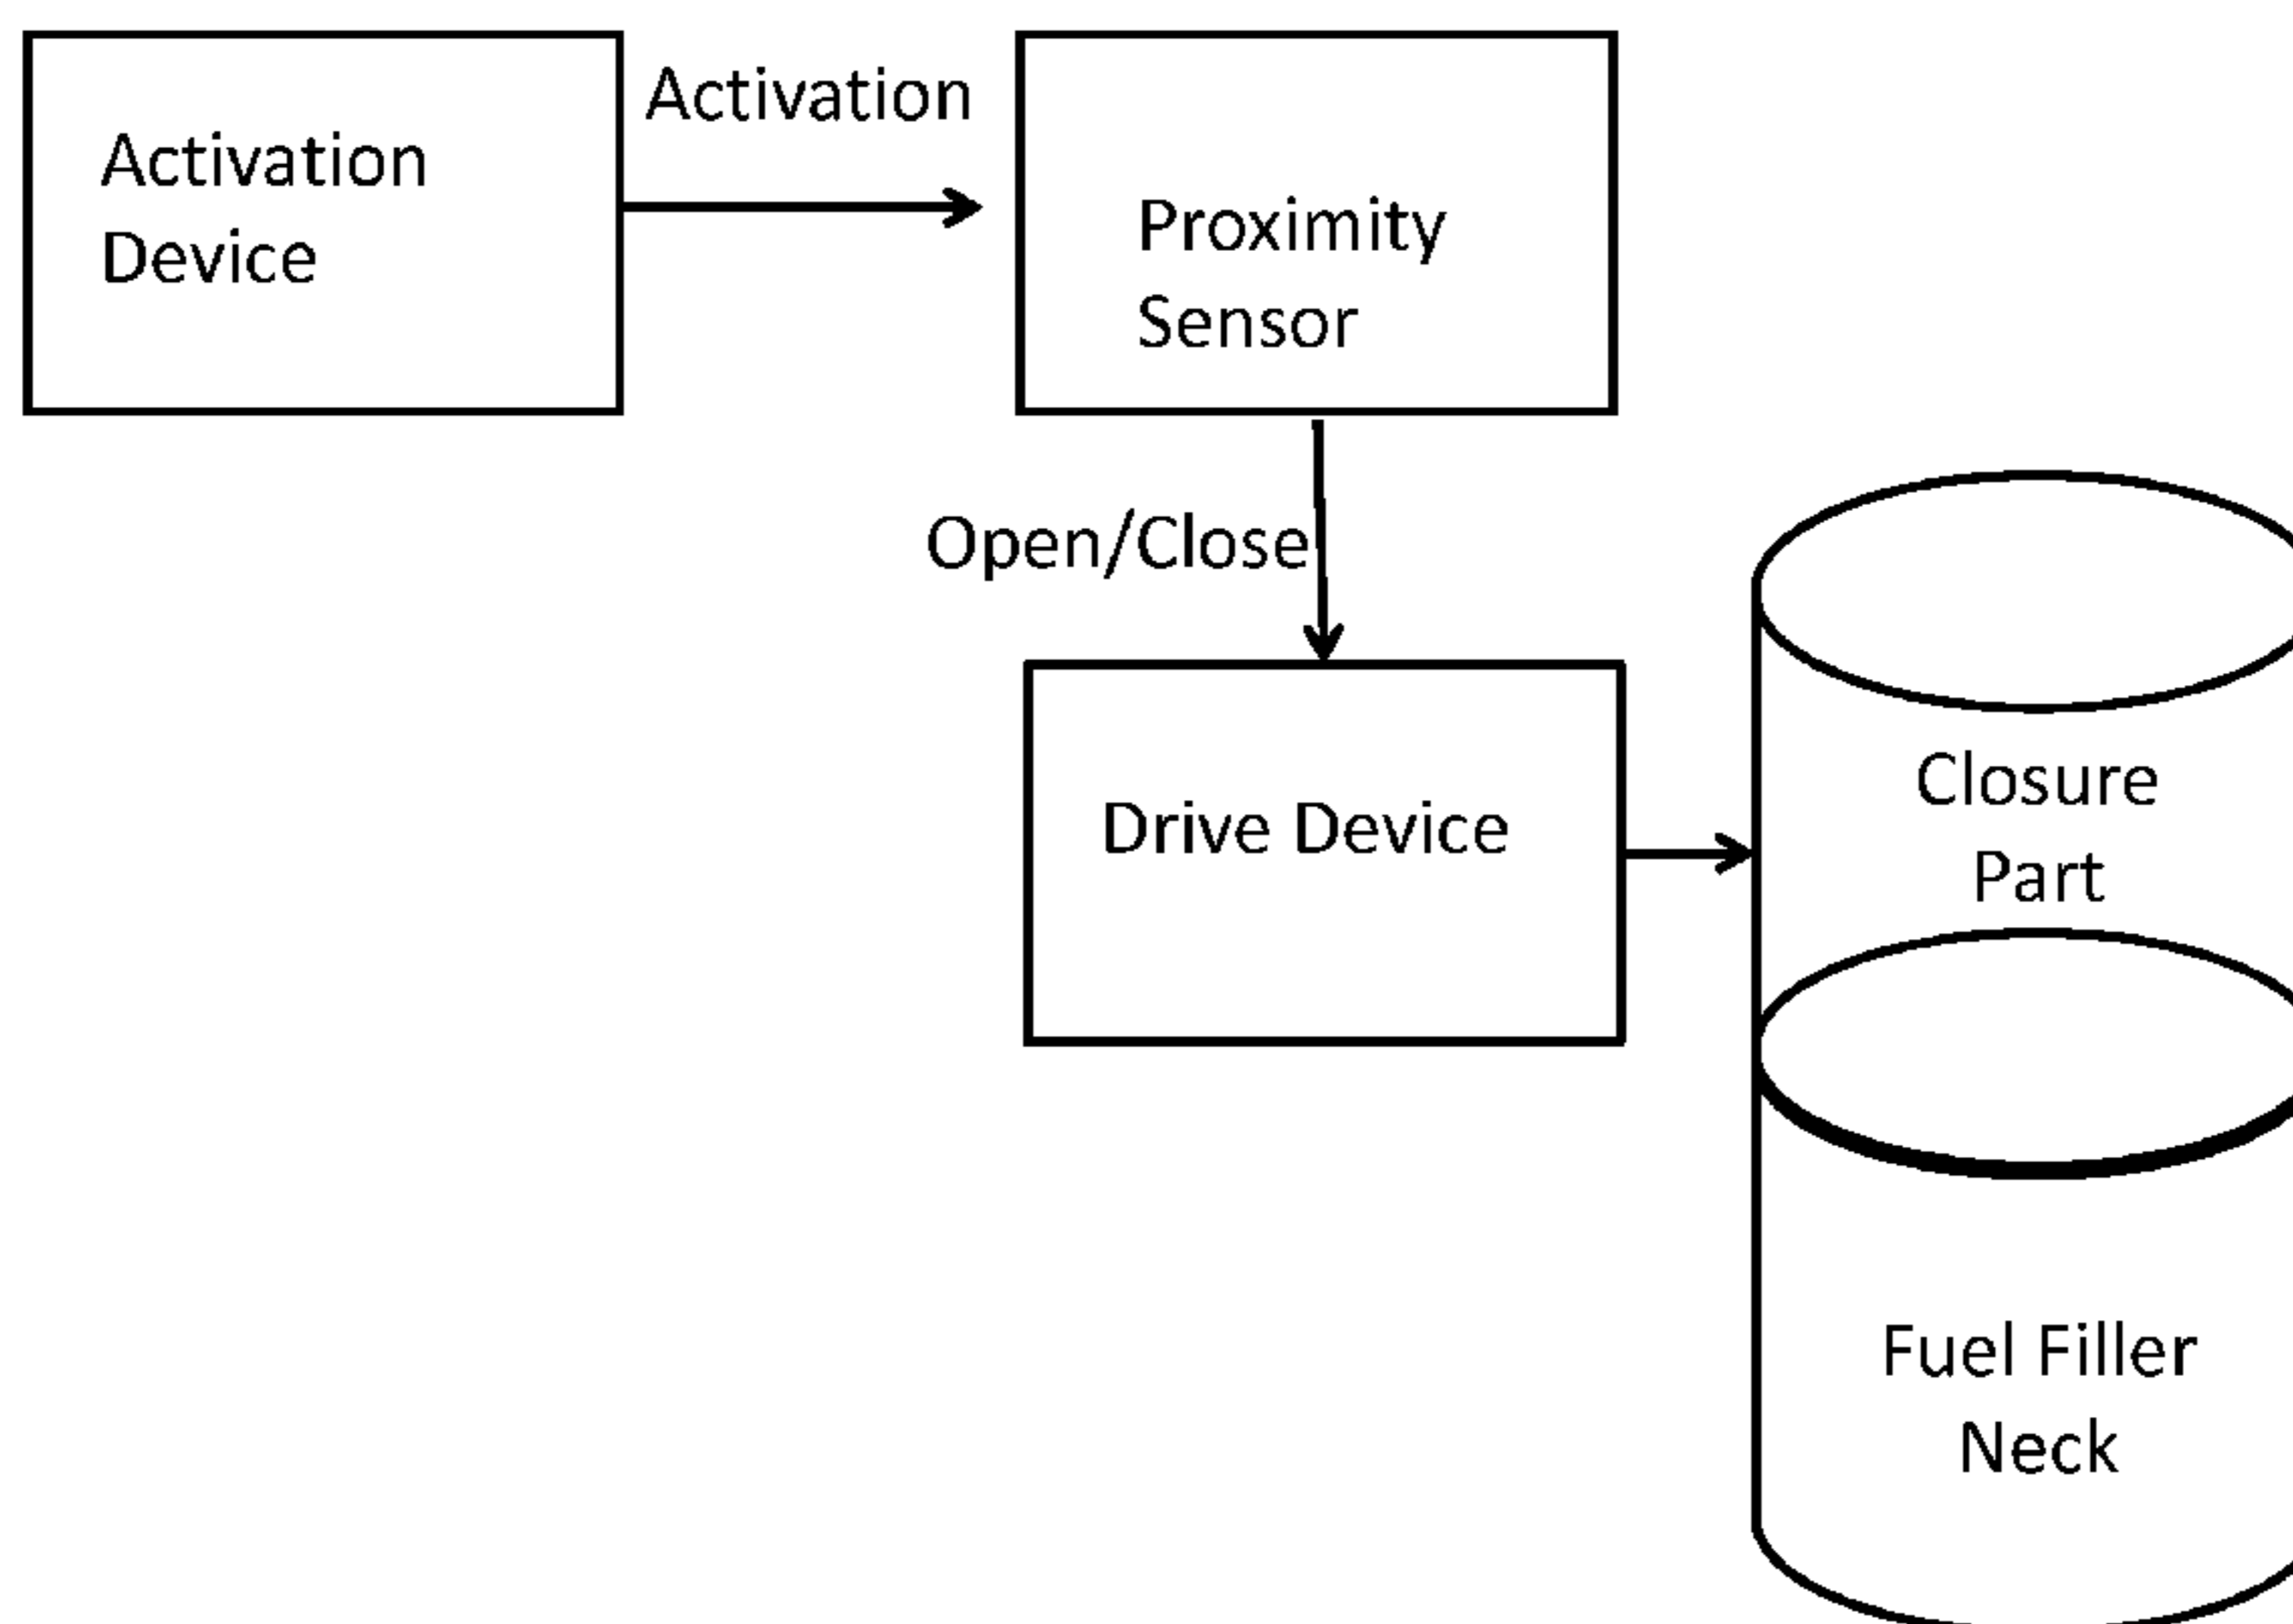 Activation
Device
Activation
Proximity
Sensor
Open/Close
Drive Device
Closure
Part
Fuel Filler
Neck